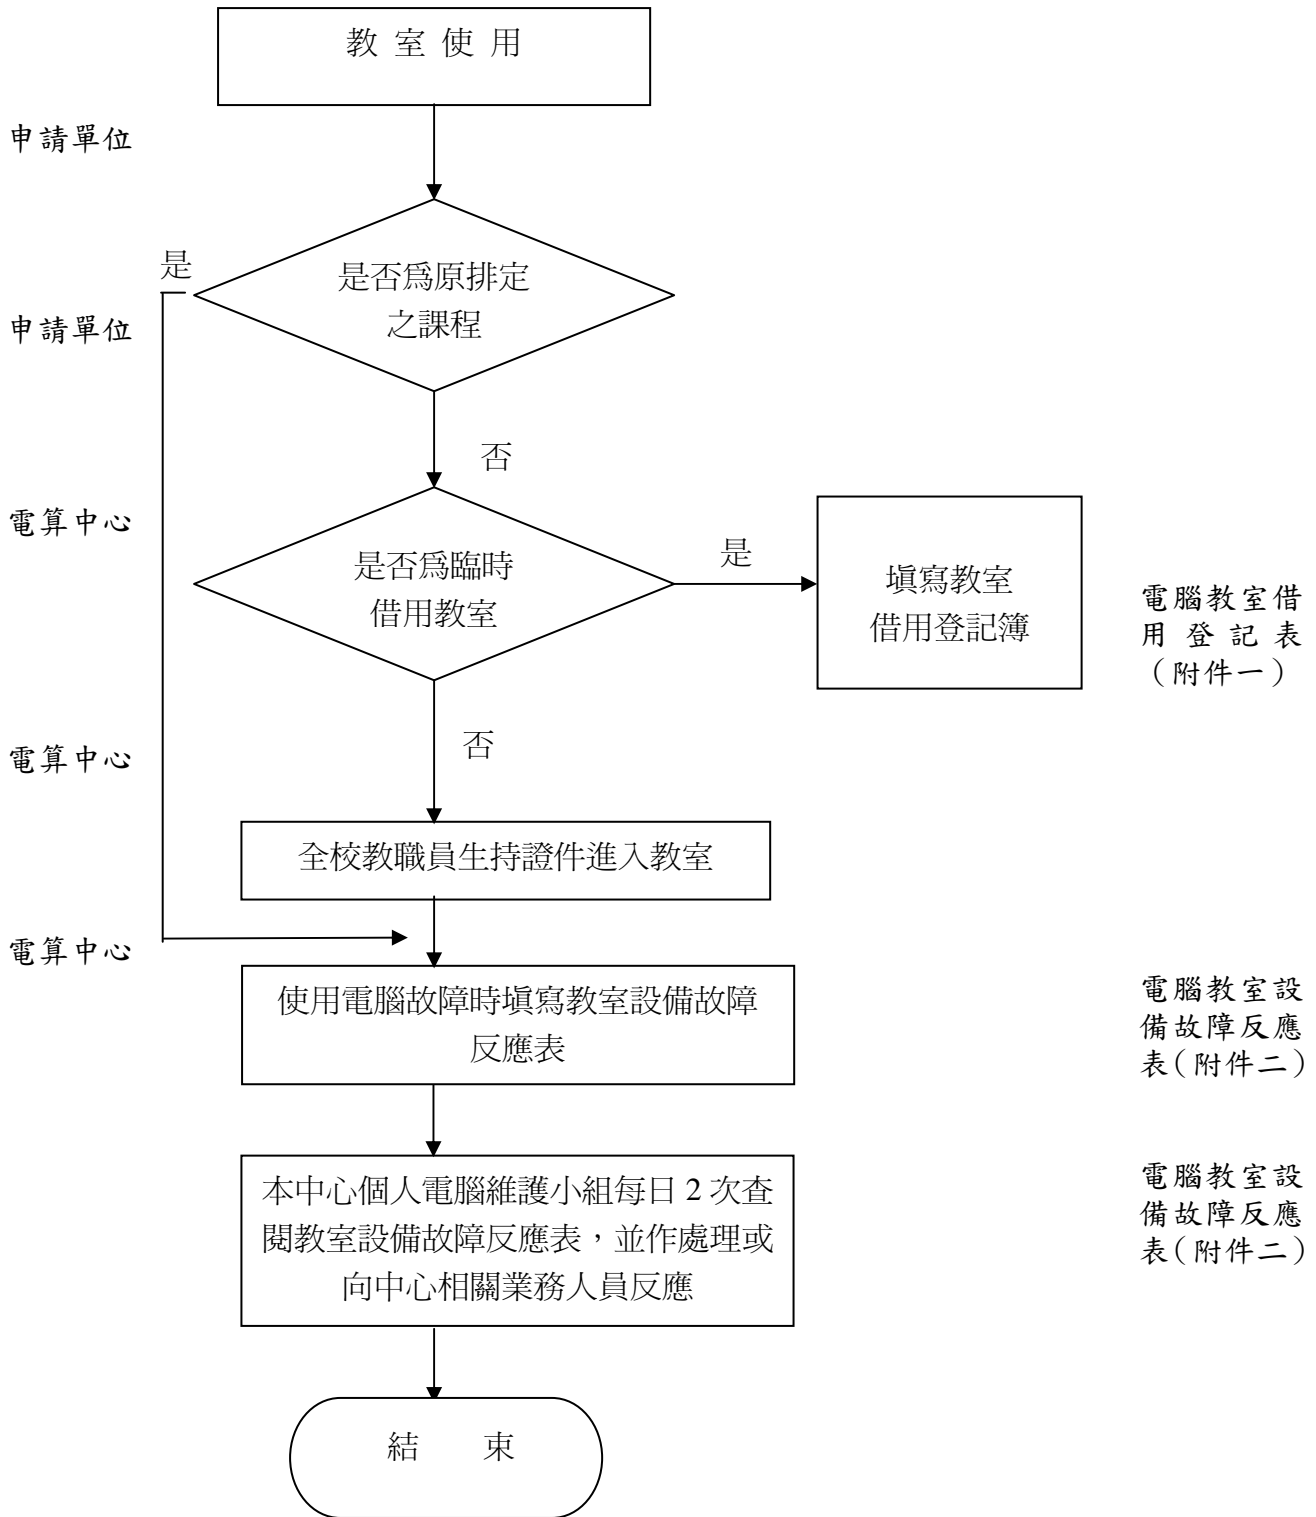 教 室 使 用
申請單位
是
是否為原排定
之課程
申請單位
否
電算中心
是否為臨時
借用教室
是
填寫教室
借用登記簿
電腦教室借
用 登 記 表
（附件一）
否
電算中心
全校教職員生持證件進入教室
電算中心
使用電腦故障時填寫教室設備故障
反應表
電腦教室設
備故障反應
表(附件二)
本中心個人電腦維護小組每日 2 次查
閱教室設備故障反應表，並作處理或
向中心相關業務人員反應
電腦教室設
備故障反應
表(附件二)
結 束